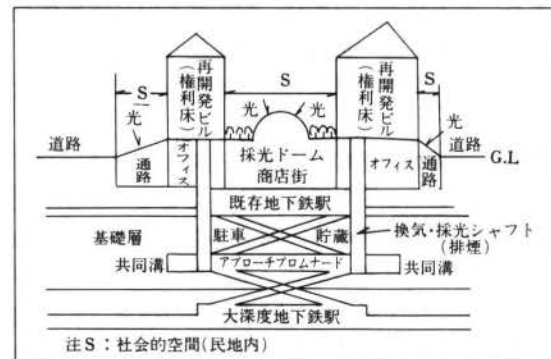 再開発ビル
(権利床)
再開発ビル
(権利床)
S
S
S
光
光
光
光
道路
道路
通路
オフィス
採光ドーム
商店街
オフィス
通路
G.L
既存地下鉄駅
基礎層
駐車
貯蔵
換気・採光シャフト
(排煙)
共同溝
アプローチプロムナード
共同溝
大深度地下鉄駅
注 S:社会的空間(民地内)